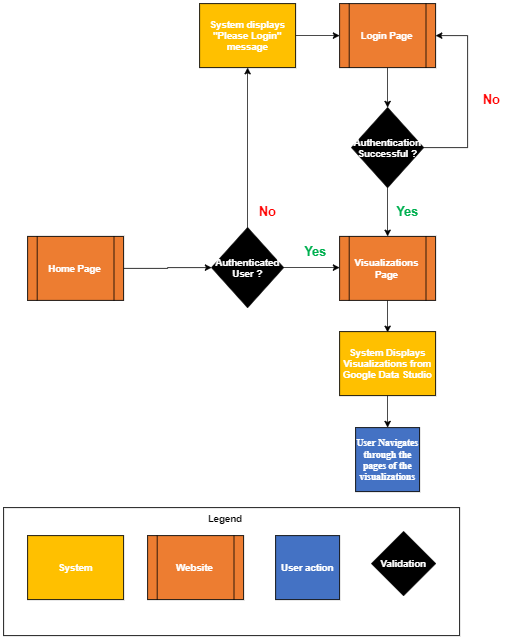 System displays
"Please Login"
message
Login Page
No
Authentication
Successful ?
Yes
No
Yes
Home Page
Authenticated
User ?
Visualizations
Page
System Displays
Visualizations from
Google Data Studio
User Navigates
through the
pages of the
visualizations
Legend
System
Website
User action
Validation